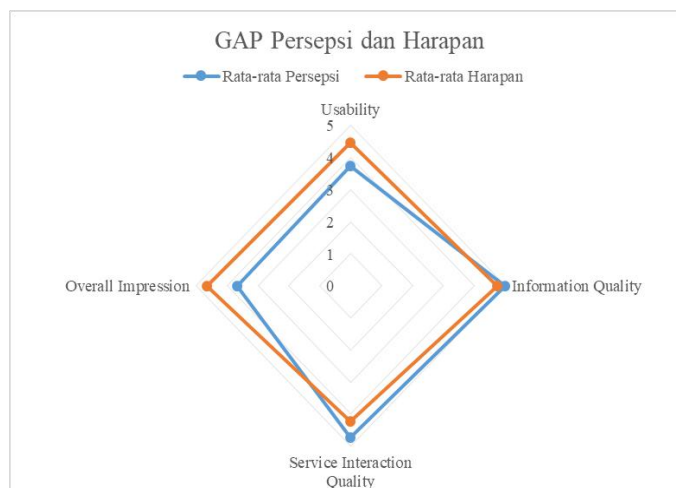 GAP Persepsi dan Harapan
Rata-rata Persepsi Rata-rata Harapan
Usability
5
4
3
2
1
0
Overall Impression
Information Quality
Service Interaction
Quality